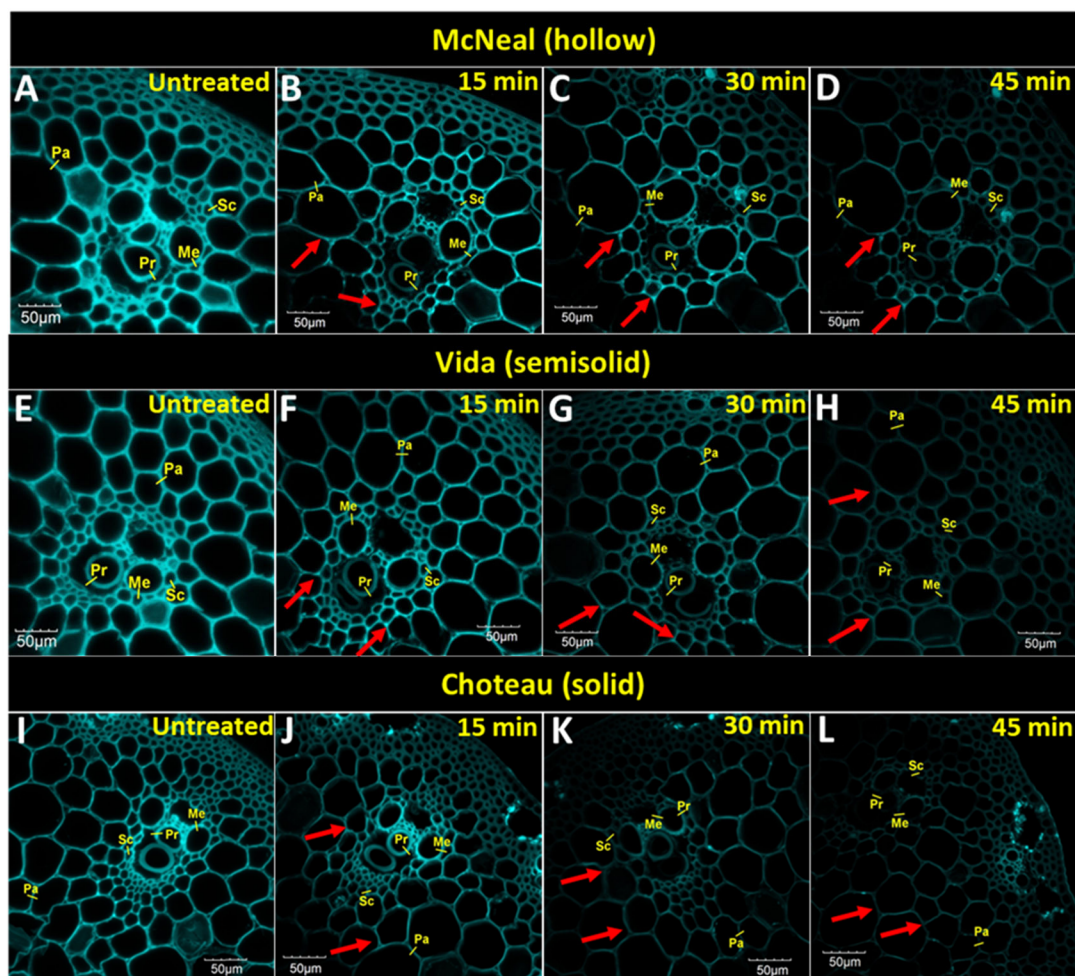 McNeal (hollow)
A Untreated B 15 min C 30 min D 45 min
Pa Sc Me Pr 50µm
Pa Sc Me Pr 50µm
Me Sc Pa Pr 50µm
Me Sc Pa Pr 50µm
Vida (semisolid)
E Untreated F 15 min G 30 min H 45 min
Pa Pr Me Sc 50µm
Pa Me Sc Pr 50µm
Pa Sc Me Pr 50µm
Pa Sc Pr Me 50µm
Choteau (solid)
I Untreated J 15 min K 30 min L 45 min
Me Pr Sc Pa 50µm
Pr Me Sc Pa 50µm
Pr Me Sc Pa 50µm
Sc Pr Me Pa 50µm